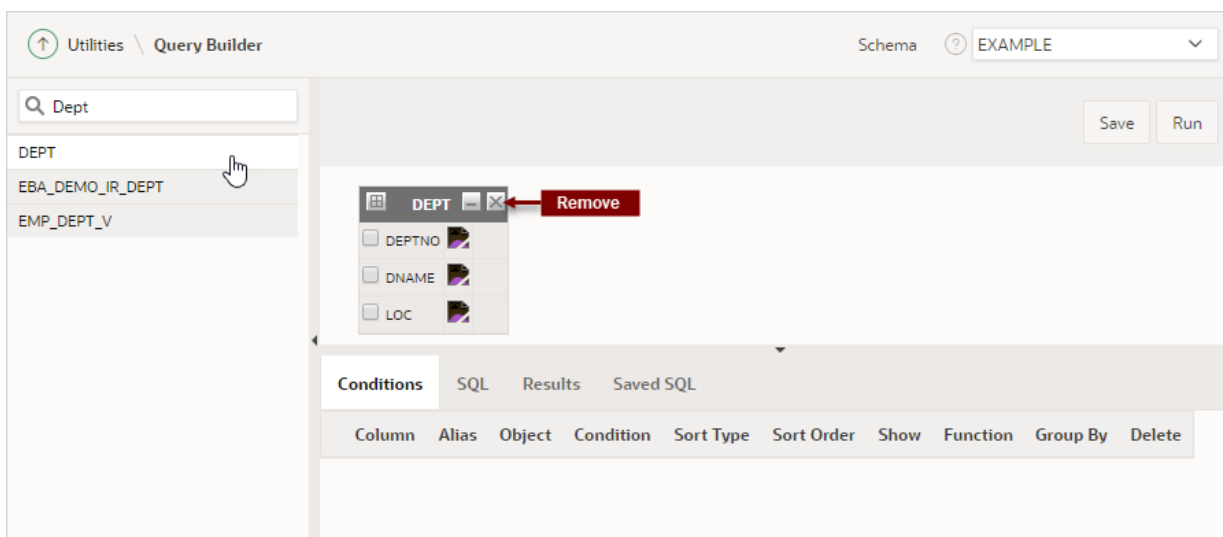 Utilities \ Query Builder
Schema ? EXAMPLE
Dept
Save Run
DEPT
EBA_DEMO_IR_DEPT
EMP_DEPT_V
DEPT
Remove
DEPTNO
DNAME
LOC
Conditions SQL Results Saved SQL
Column Alias Object Condition Sort Type Sort Order Show Function Group By Delete